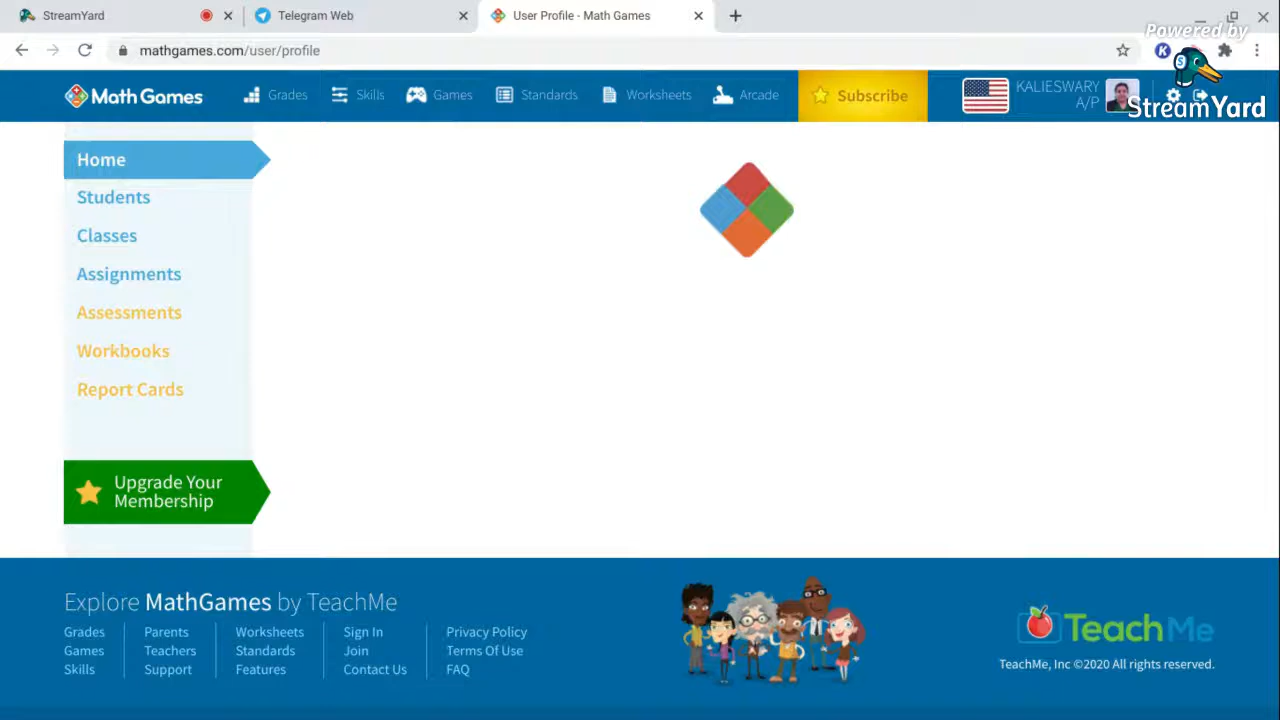 StreamYard
Telegram Web
User Profile - Math Games
Powered by
mathgames.com/user/profile
K
Math Games
Grades
Skills
Games
Standards
Worksheets
Arcade
Subscribe
KALIESWARY
A/P
S
StreamYard
Home
Students
Classes
Assignments
Assessments
Workbooks
Report Cards
Upgrade Your
Membership
Explore MathGames by TeachMe
Grades
Games
Skills
Parents
Teachers
Support
Worksheets
Standards
Features
Sign In
Join
Contact Us
Privacy Policy
Terms Of Use
FAQ
TeachMe
TeachMe, Inc ©2020 All rights reserved.